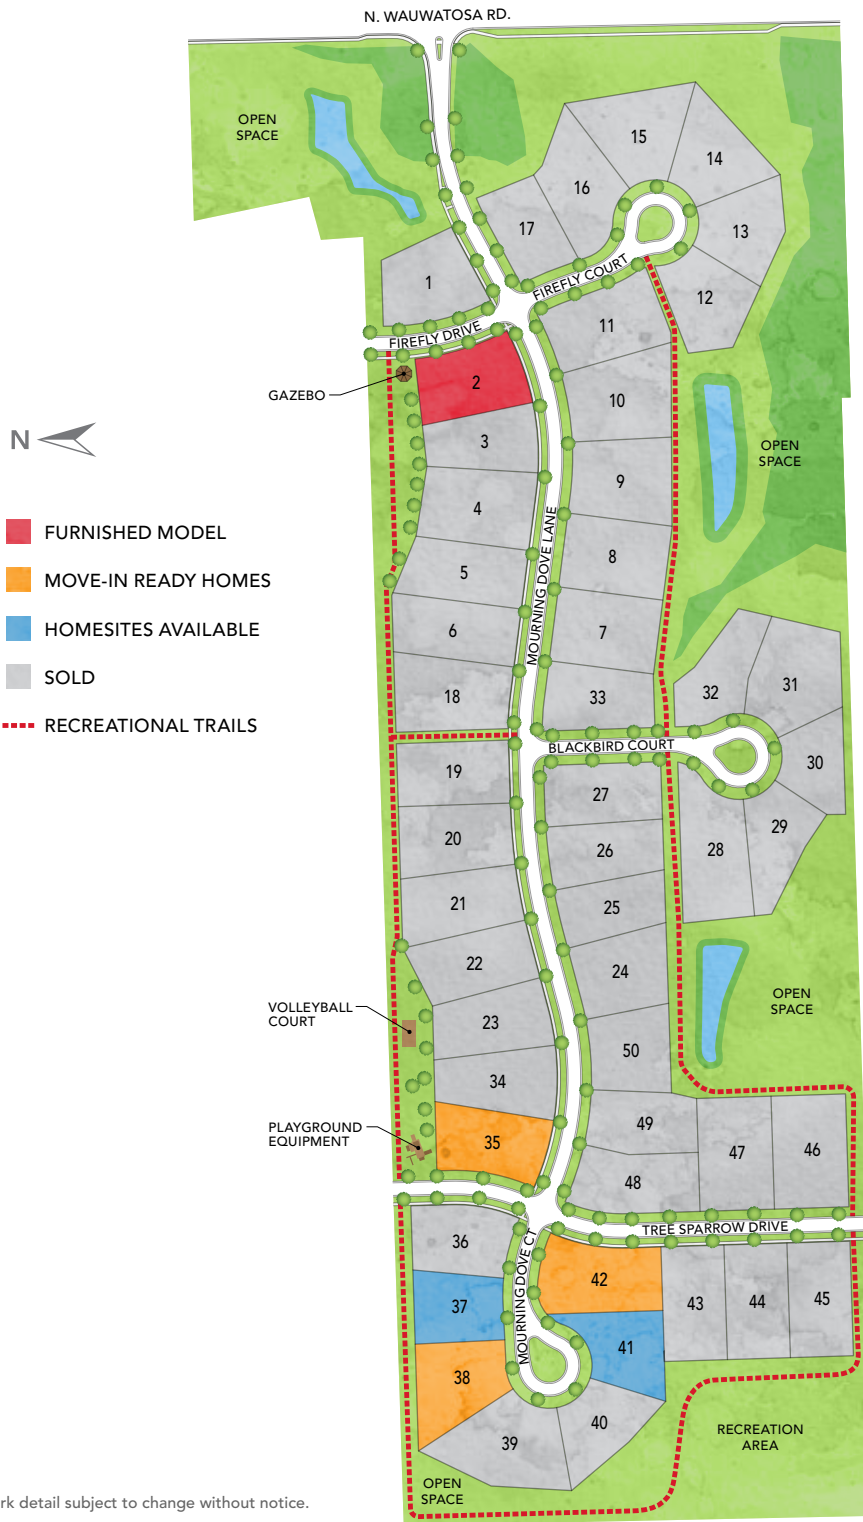 N. WAUWATOSA RD.
OPEN
SPACE
15
14
16
17
13
1
FIREFLY COURT
12
11
FIREFLY DRIVE
GAZEBO
2
10
N
3
OPEN
SPACE
9
4
FURNISHED MODEL
MOURNING DOVE LANE
8
5
MOVE-IN READY HOMES
6
7
HOMESITES AVAILABLE
SOLD
18
33
32
31
RECREATIONAL TRAILS
BLACKBIRD COURT
30
19
27
29
20
26
28
21
25
22
24
OPEN
SPACE
VOLLEYBALL
COURT
23
50
34
PLAYGROUND
EQUIPMENT
35
49
47
46
48
36
TREE SPARROW DRIVE
MOURNING DOVE CT
42
37
43
44
45
41
38
40
39
RECREATION
AREA
OPEN
SPACE
rk detail subject to change without notice.